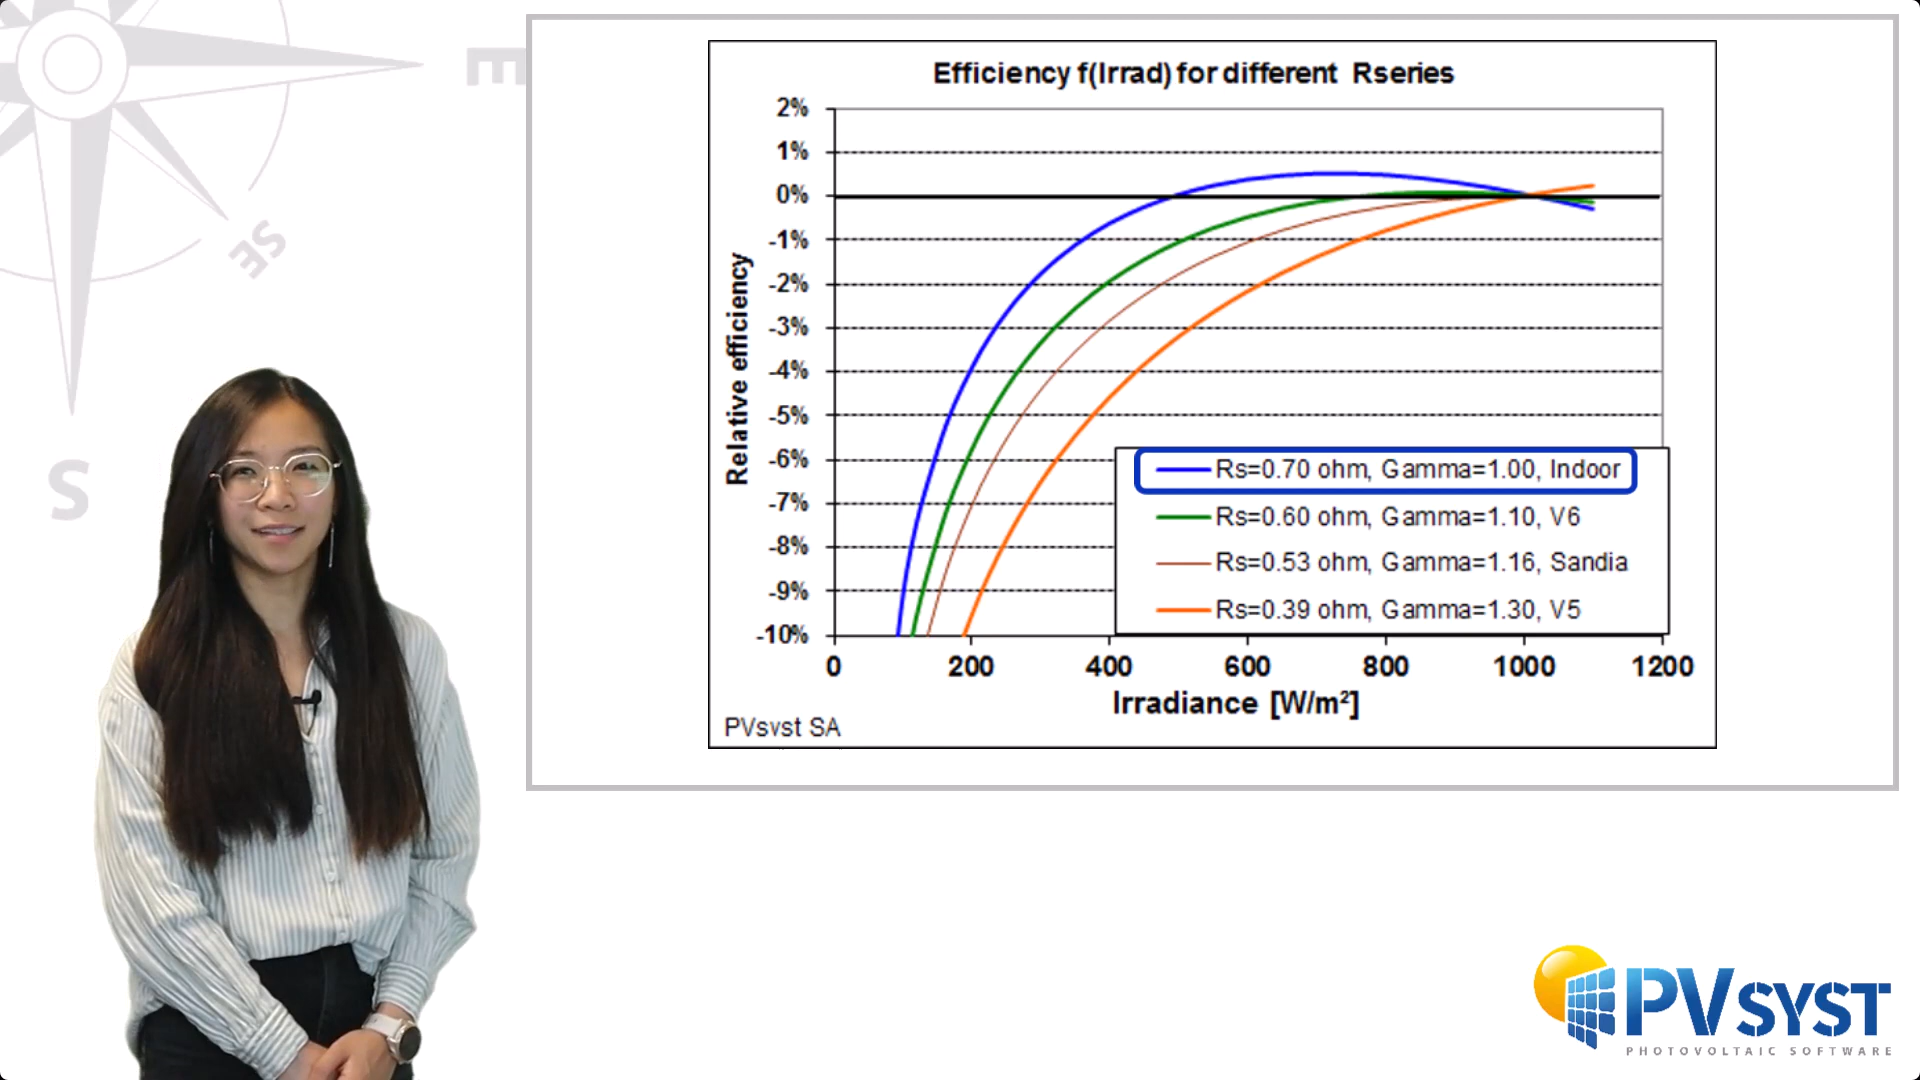 E
SE
S
Efficiency f(Irrad) for different Rseries
2%
1%
0%
-1%
-2%
-3%
-4%
-5%
-6%
-7%
-8%
-9%
-10%
Relative efficiency
Rs=0.70 ohm, Gamma=1.00, Indoor
Rs=0.60 ohm, Gamma=1.10, V6
Rs=0.53 ohm, Gamma=1.16, Sandia
Rs=0.39 ohm, Gamma=1.30, V5
0 200 400 600 800 1000 1200
Irradiance [W/m²]
PVsyst SA
PVSYST
PHOTOVOLTAIC SOFTWARE